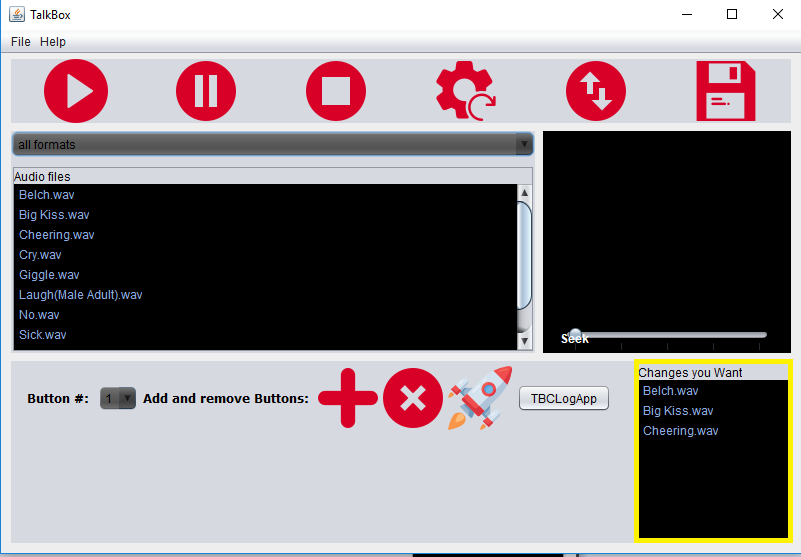 TalkBox
File Help
all formats
Audio files
Belch.wav
Big Kiss.wav
Cheering.wav
Cry.wav
Giggle.wav
Laugh(Male Adult).wav
No.wav
Sick.wav
Seek
Button #: 1 Add and remove Buttons: TBCLogApp
Changes you Want
Belch.wav
Big Kiss.wav
Cheering.wav